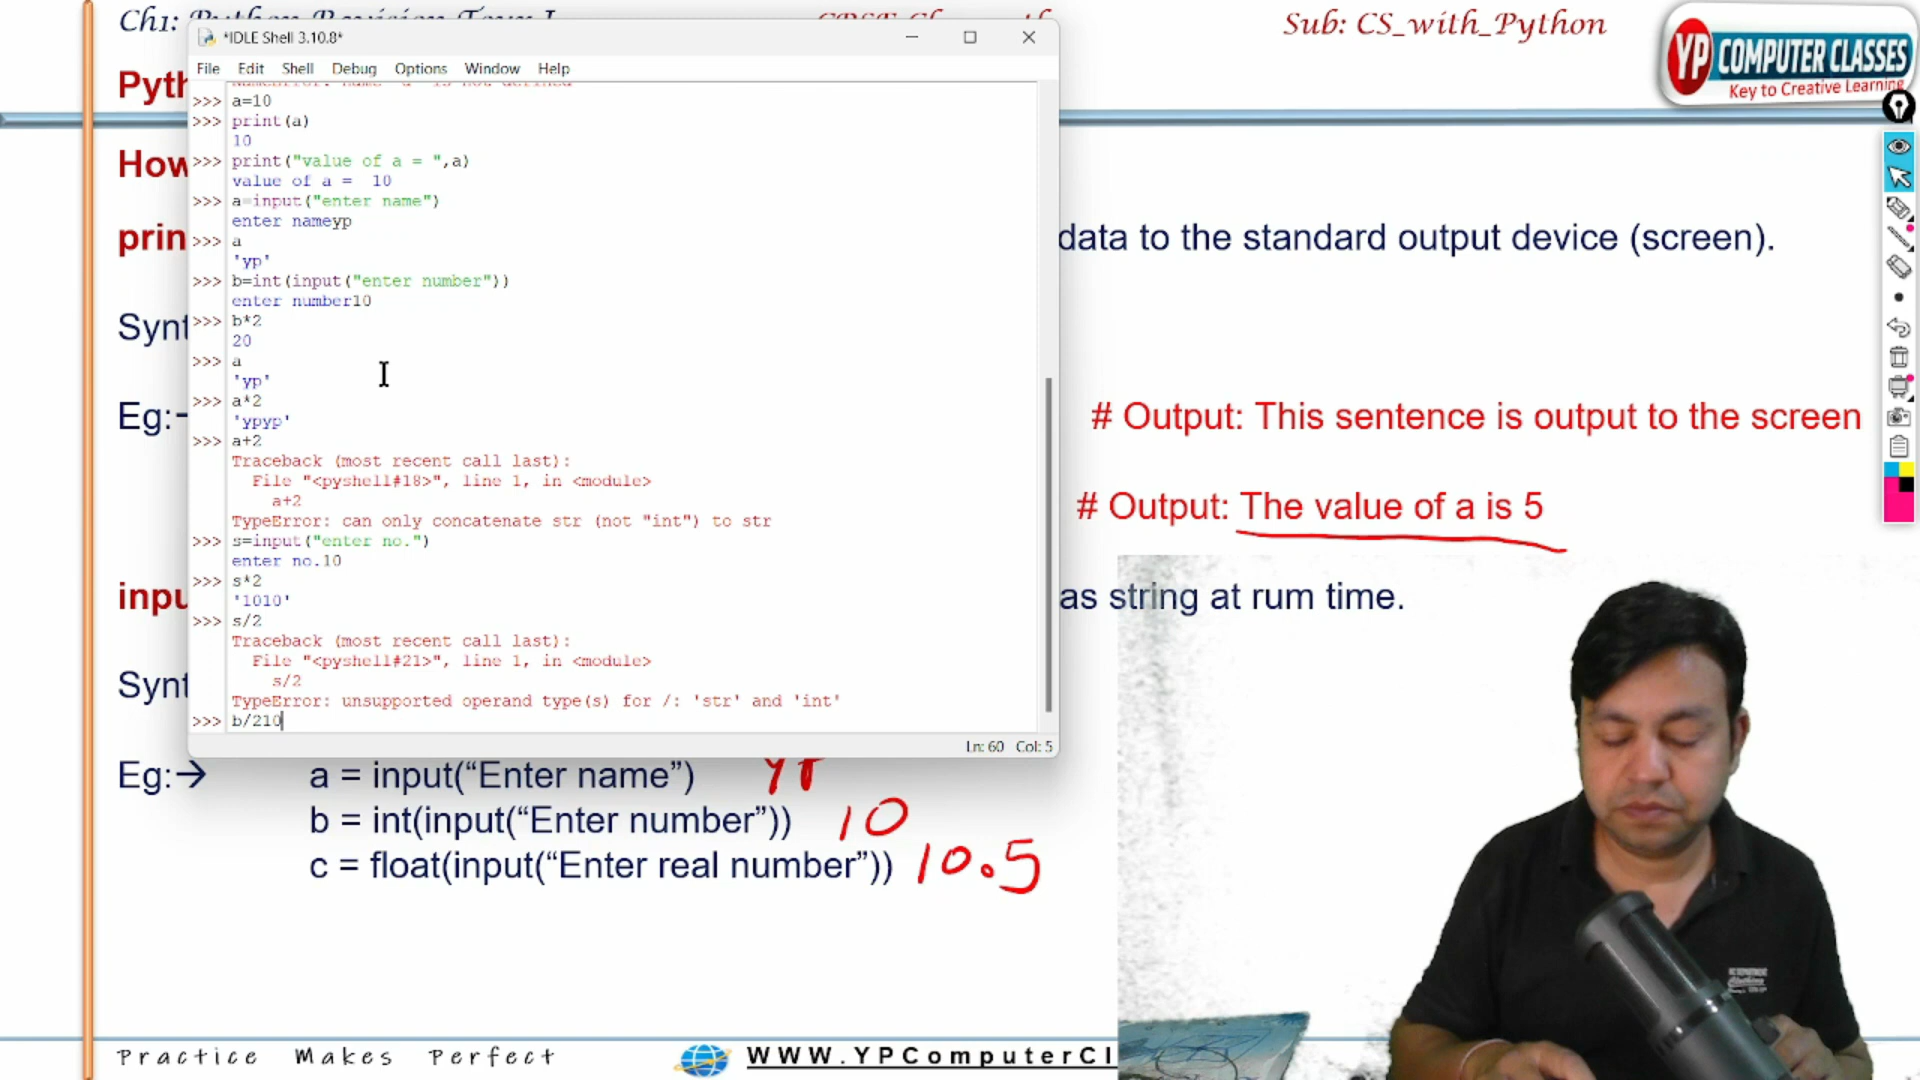 Ch1: Python Revision Tour I
Sub: CS_with_Python
YP COMPUTER CLASSES
Key to Creative Learning
*IDLE Shell 3.10.8*
File Edit Shell Debug Options Window Help
>>> a=10
>>> print(a)
10
>>> print("value of a = ",a)
value of a =  10
>>> a=input("enter name")
enter nameyp
>>> a
'yp'
>>> b=int(input("enter number"))
enter number10
>>> b*2
20
>>> a
'yp'
>>> a*2
'ypyp'
>>> a+2
Traceback (most recent call last):
File "<pyshell#18>", line 1, in <module>
a+2
TypeError: can only concatenate str (not "int") to str
>>> s=input("enter no.")
enter no.10
>>> s*2
'1010'
>>> s/2
Traceback (most recent call last):
File "<pyshell#21>", line 1, in <module>
s/2
TypeError: unsupported operand type(s) for /: 'str' and 'int'
>>> b/210
Ln: 60 Col: 5
Pyth
How
prin
data to the standard output device (screen).
Synt
Eg:
# Output: This sentence is output to the screen
# Output: The value of a is 5
inpu
as string at rum time.
Synt
Eg:→ a = input(“Enter name”) YP
b = int(input(“Enter number”)) 10
c = float(input(“Enter real number”)) 10.5
Practice Makes Perfect
WWW.YPComputerCl